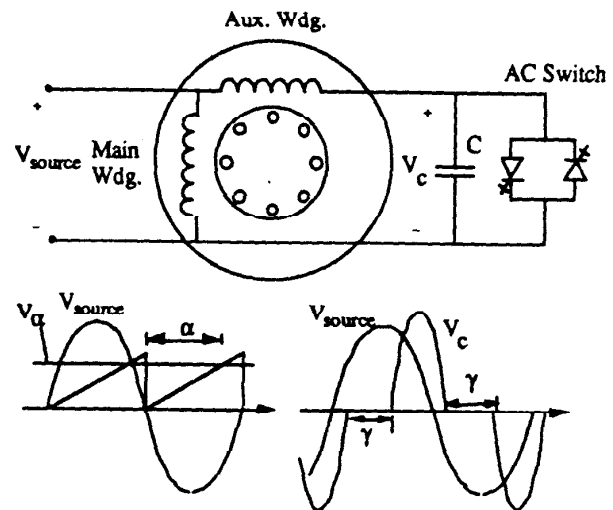 Aux. Wdg.
AC Switch
+
+
V_source
Main
Wdg.
V_c
C
-
-
V_α
V_source
α
V_source
V_c
γ
γ